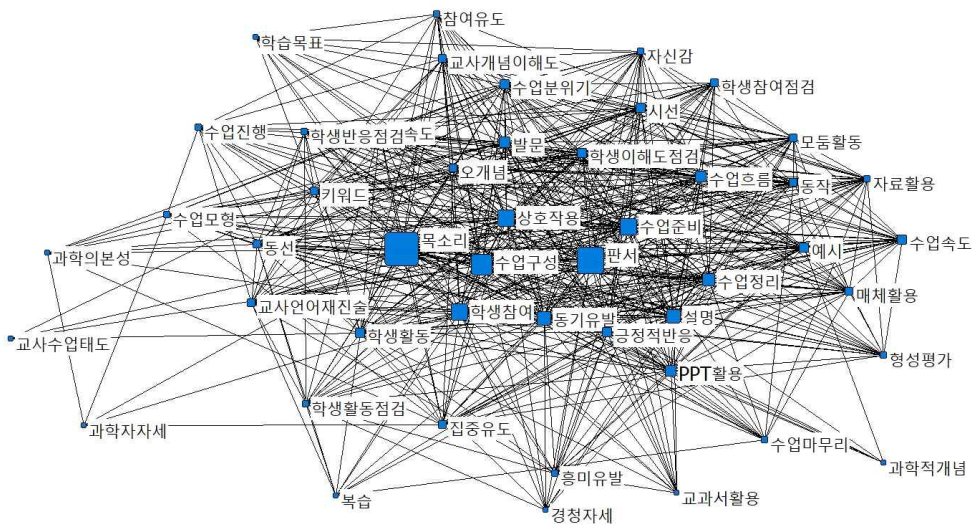 참여유도
학습목표
자신감
교사개념이해도
수업분위기
학생참여점검
시선
수업진행
학생반응점검
속도
발문
모둠활동
학생이해도점검
오개념
수업흐름
동작
자료활용
키워드
수업모형
상호작용
수업준비
목소리
수업속도
동선
예시
과학의본성
판서
수업구성
수업정리
매체활용
교사언어재진술
학생참여
동기유발
설명
학생활동
긍정적반응
교사수업태도
형성평가
PPT활용
학생활동점검
과학자자세
집중유도
수업마무리
과학적개념
흥미유발
복습
교과서활용
경청자세